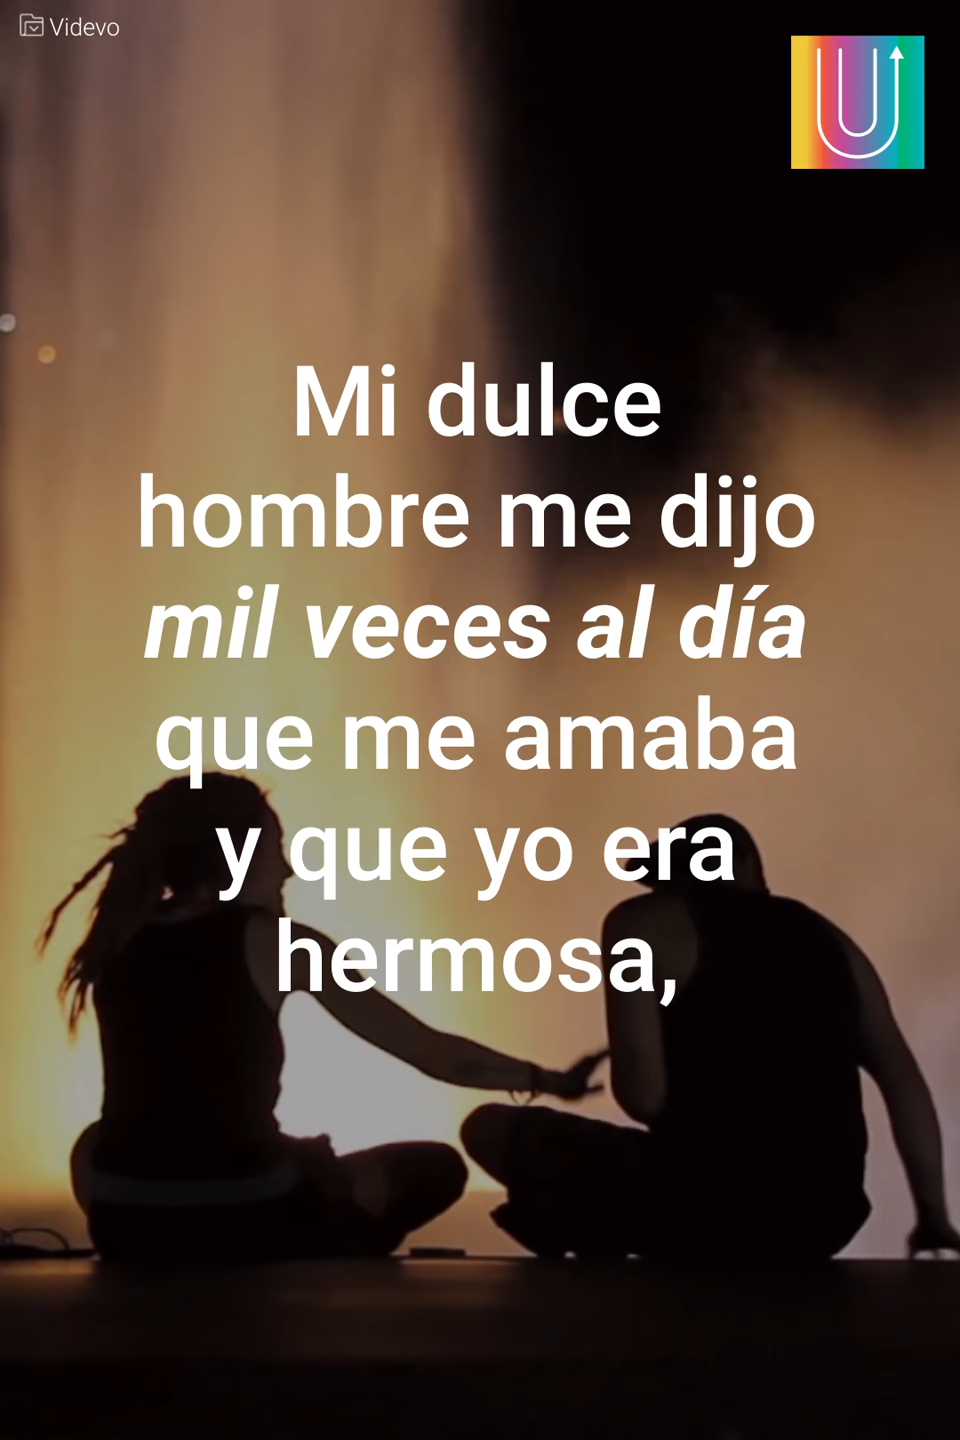 Videvo
U
Mi dulce
hombre me dijo
mil veces al día
que me amaba
y que yo era
hermosa,